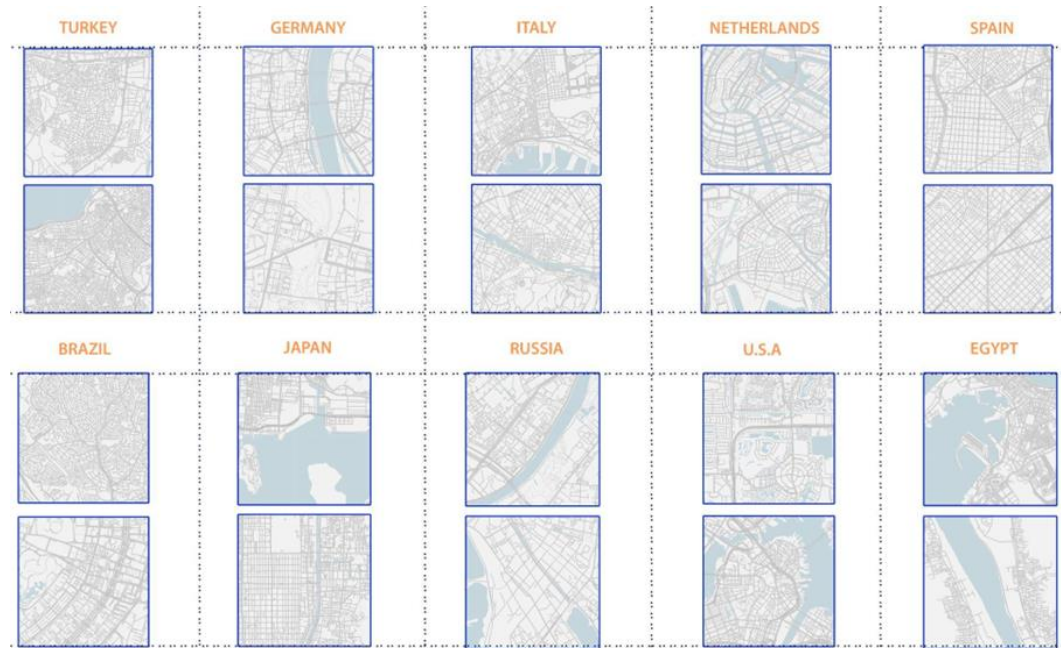 TURKEY
GERMANY
ITALY
NETHERLANDS
SPAIN
BRAZIL
JAPAN
RUSSIA
U.S.A
EGYPT